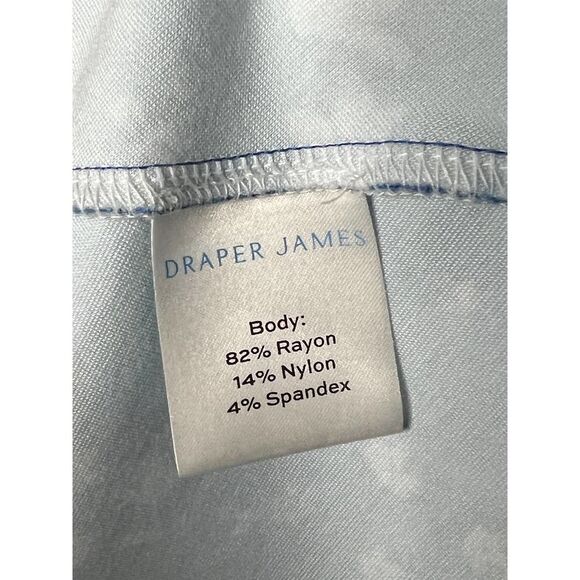 DRAPER JAMES
Body:
82% Rayon
14% Nylon
4% Spandex